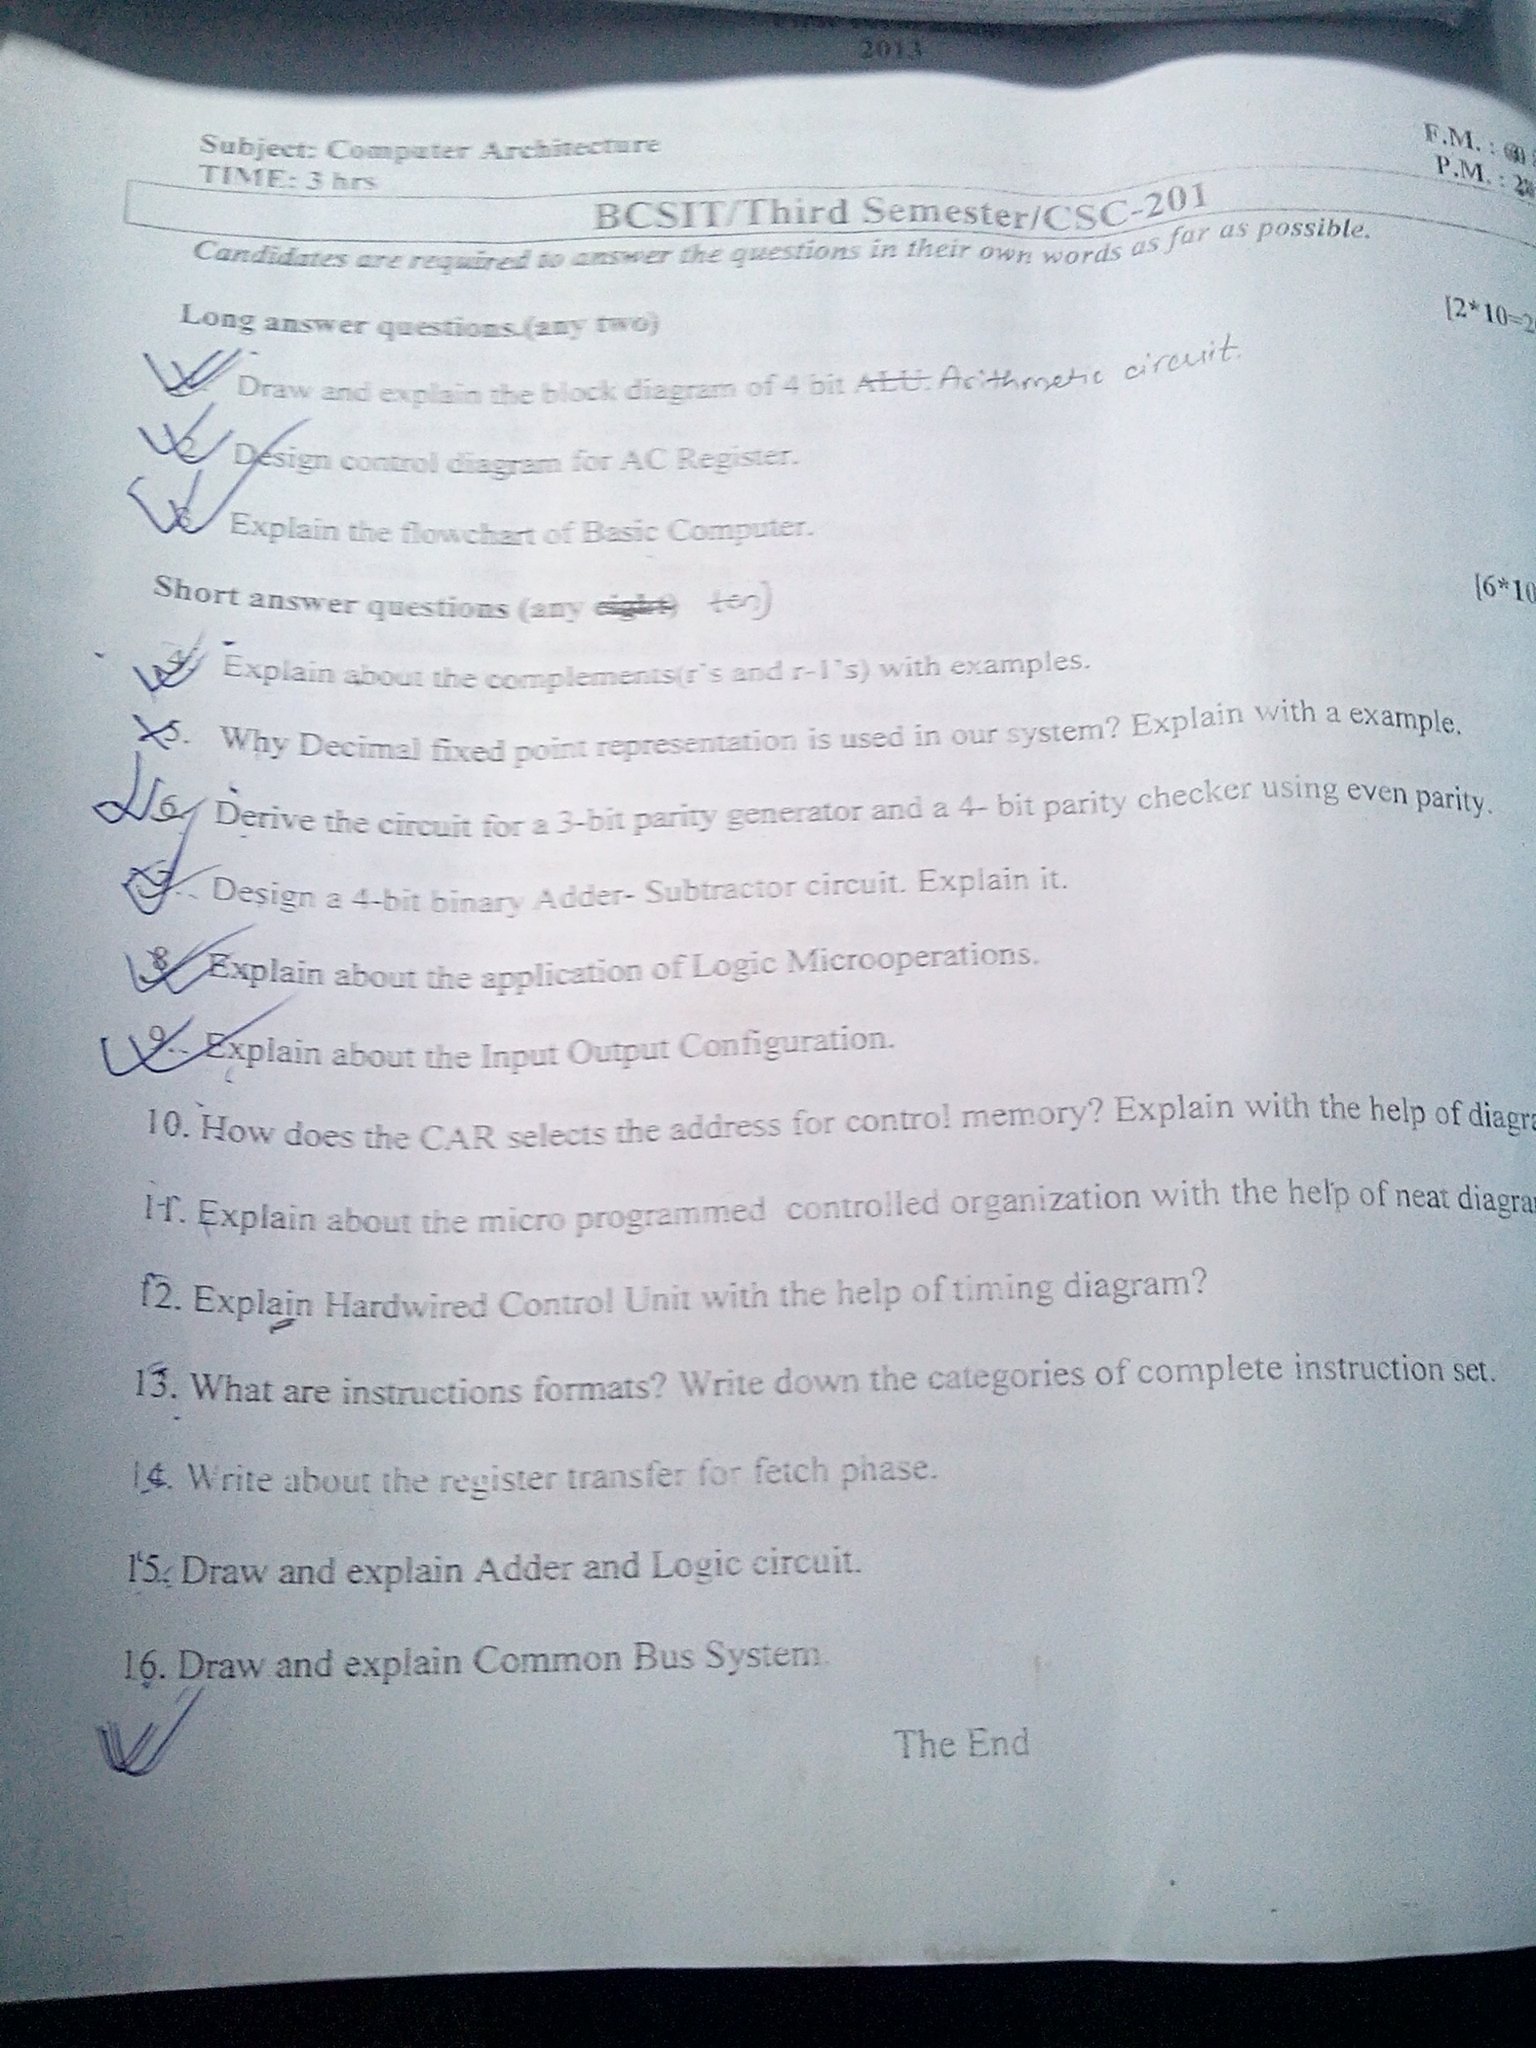 2013
Subject: Computer Architecture
F.M. :
TIME: 3 hrs
P.M. :
BCSIT/Third Semester/CSC-201
Candidates are required to answer the questions in their own words as far as possible.
Long answer questions.(any two)
[2*10=2
1. Draw and explain the block diagram of 4 bit ALU. Arithmetic circuit.
2. Design control diagram for AC Register.
3. Explain the flowchart of Basic Computer.
Short answer questions (any eight) ten)
[6*10
4. Explain about the complements(r's and r-1's) with examples.
5. Why Decimal fixed point representation is used in our system? Explain with a example.
6. Derive the circuit for a 3-bit parity generator and a 4- bit parity checker using even parity.
7. Design a 4-bit binary Adder- Subtractor circuit. Explain it.
8. Explain about the application of Logic Microoperations.
9. Explain about the Input Output Configuration.
10. How does the CAR selects the address for control memory? Explain with the help of diagra
11. Explain about the micro programmed controlled organization with the help of neat diagra
12. Explain Hardwired Control Unit with the help of timing diagram?
13. What are instructions formats? Write down the categories of complete instruction set.
14. Write about the register transfer for fetch phase.
15. Draw and explain Adder and Logic circuit.
16. Draw and explain Common Bus System.
The End